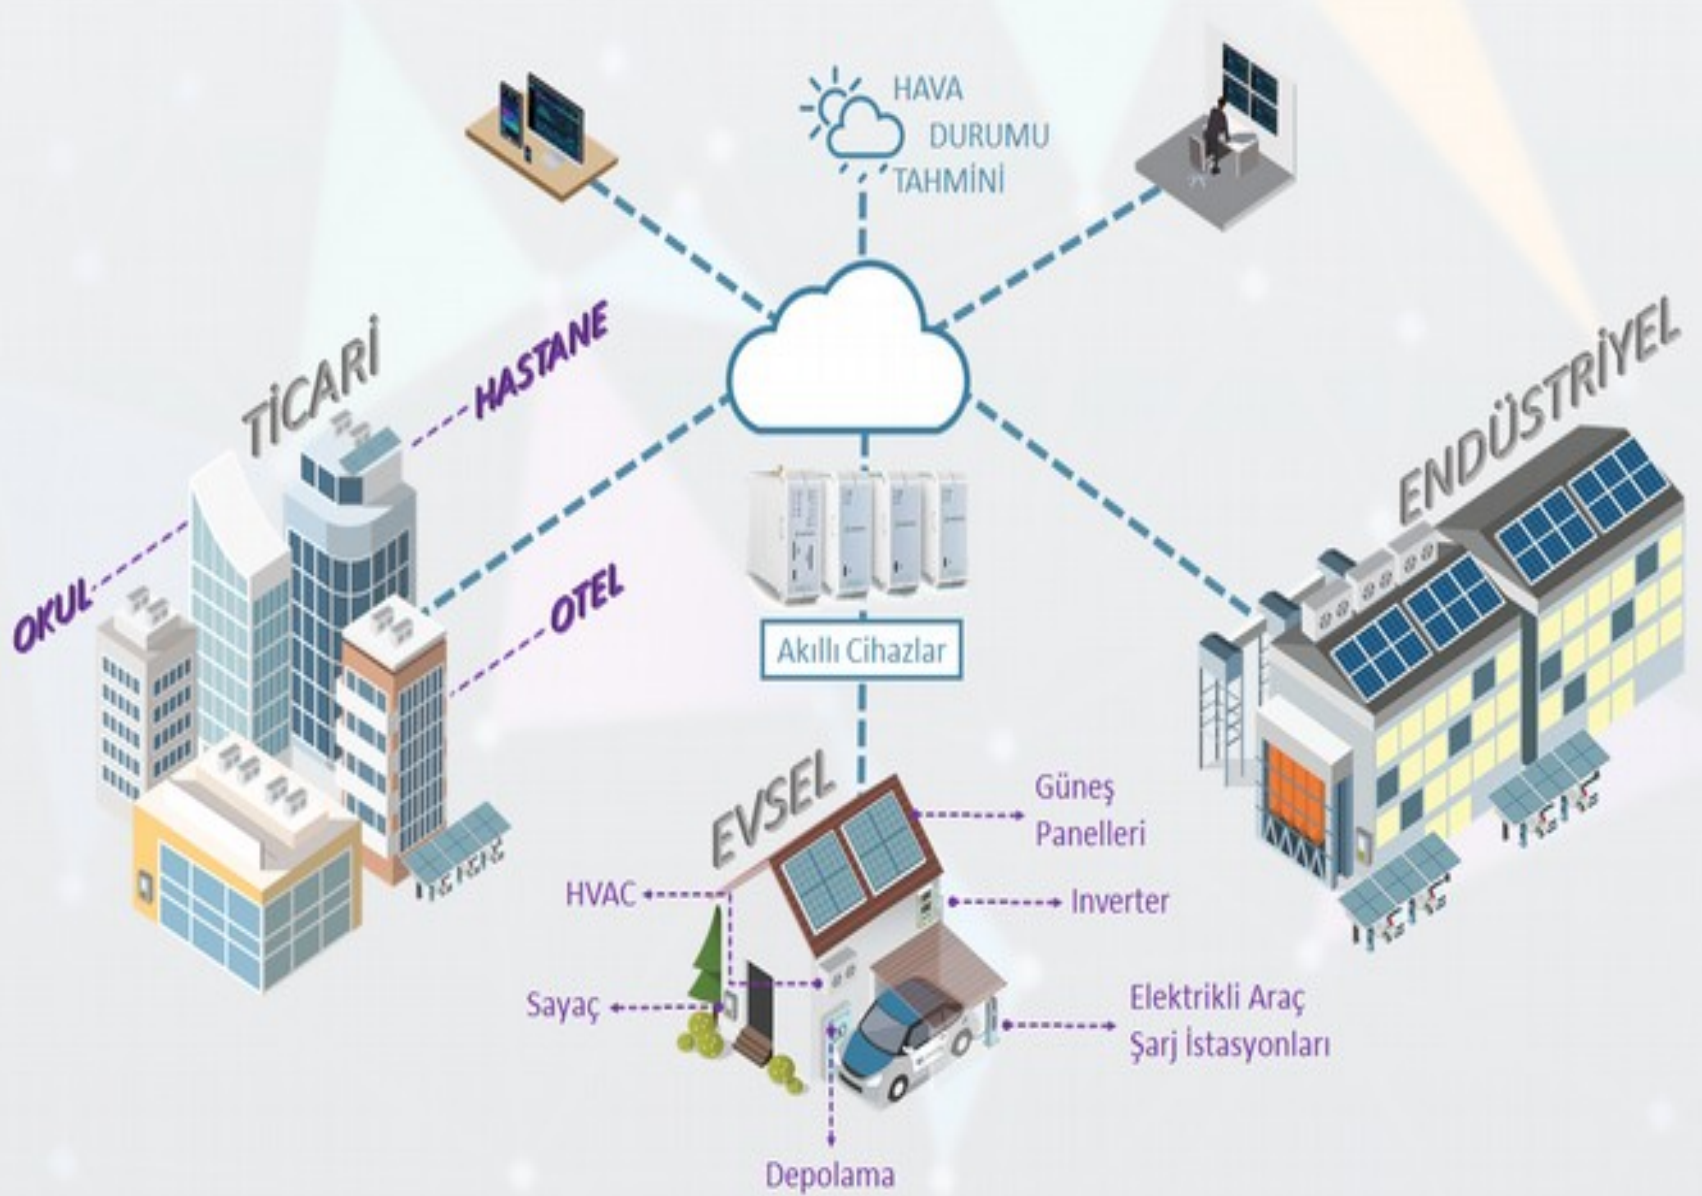 HAVA
DURUMU
TAHMİNİ
TİCARİ
HASTANE
ENDÜSTRİYEL
OKUL
OTEL
Akıllı Cihazlar
EVSEL
Güneş
Panelleri
HVAC
Inverter
Sayaç
Elektrikli Araç
Şarj İstasyonları
Depolama